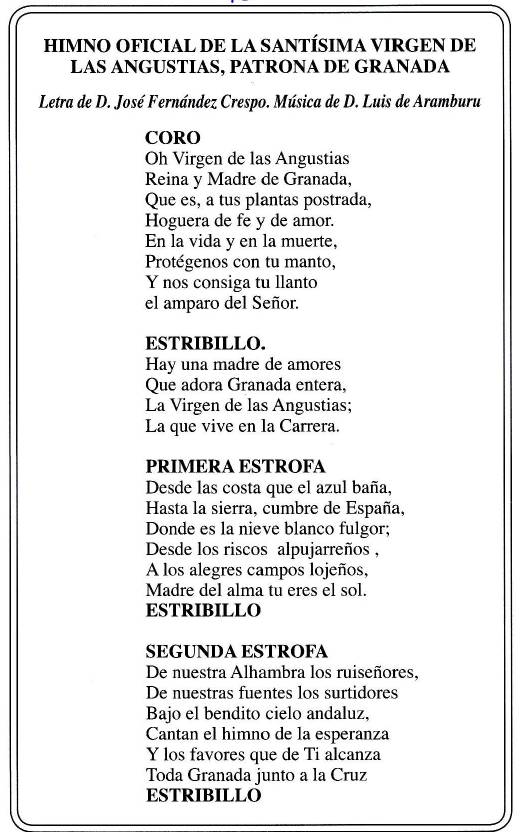 HIMNO OFICIAL DE LA SANTÍSIMA VIRGEN DE
LAS ANGUSTIAS, PATRONA DE GRANADA
Letra de D. José Fernández Crespo. Música de D. Luis de Aramburu
CORO
Oh Virgen de las Angustias
Reina y Madre de Granada,
Que es, a tus plantas postrada,
Hoguera de fe y de amor.
En la vida y en la muerte,
Protégenos con tu manto,
Y nos consiga tu llanto
el amparo del Señor.
ESTRIBILLO.
Hay una madre de amores
Que adora Granada entera,
La Virgen de las Angustias;
La que vive en la Carrera.
PRIMERA ESTROFA
Desde las costa que el azul baña,
Hasta la sierra, cumbre de España,
Donde es la nieve blanco fulgor;
Desde los riscos alpujarreños ,
A los alegres campos lojeños,
Madre del alma tu eres el sol.
ESTRIBILLO
SEGUNDA ESTROFA
De nuestra Alhambra los ruiseñores,
De nuestras fuentes los surtidores
Bajo el bendito cielo andaluz,
Cantan el himno de la esperanza
Y los favores que de Ti alcanza
Toda Granada junto a la Cruz
ESTRIBILLO